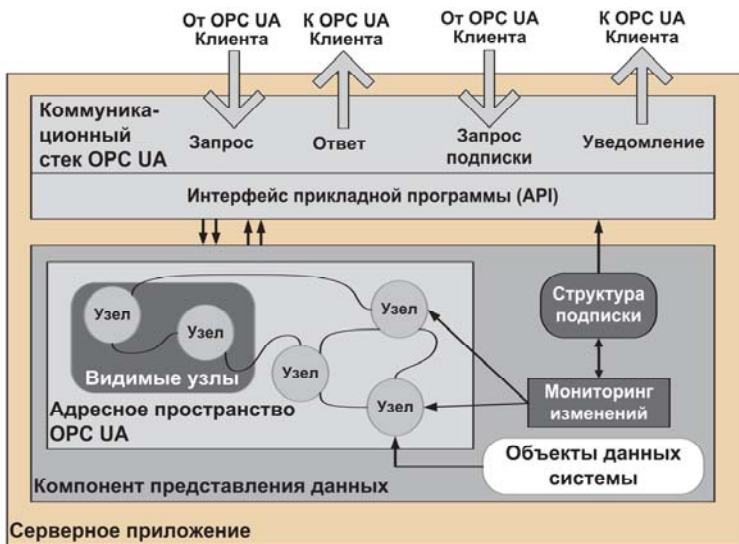 От OPC UA
Клиента
К OPC UA
Клиента
От OPC UA
Клиента
К OPC UA
Клиента
Коммуника-
ционный
стек OPC UA
Запрос
Ответ
Запрос
подписки
Уведомление
Интерфейс прикладной программы (API)
Узел
Узел
Узел
Узел
Узел
Видимые узлы
Адресное пространство
OPC UA
Структура
подписки
Мониторинг
изменений
Объекты данных
системы
Компонент представления данных
Серверное приложение